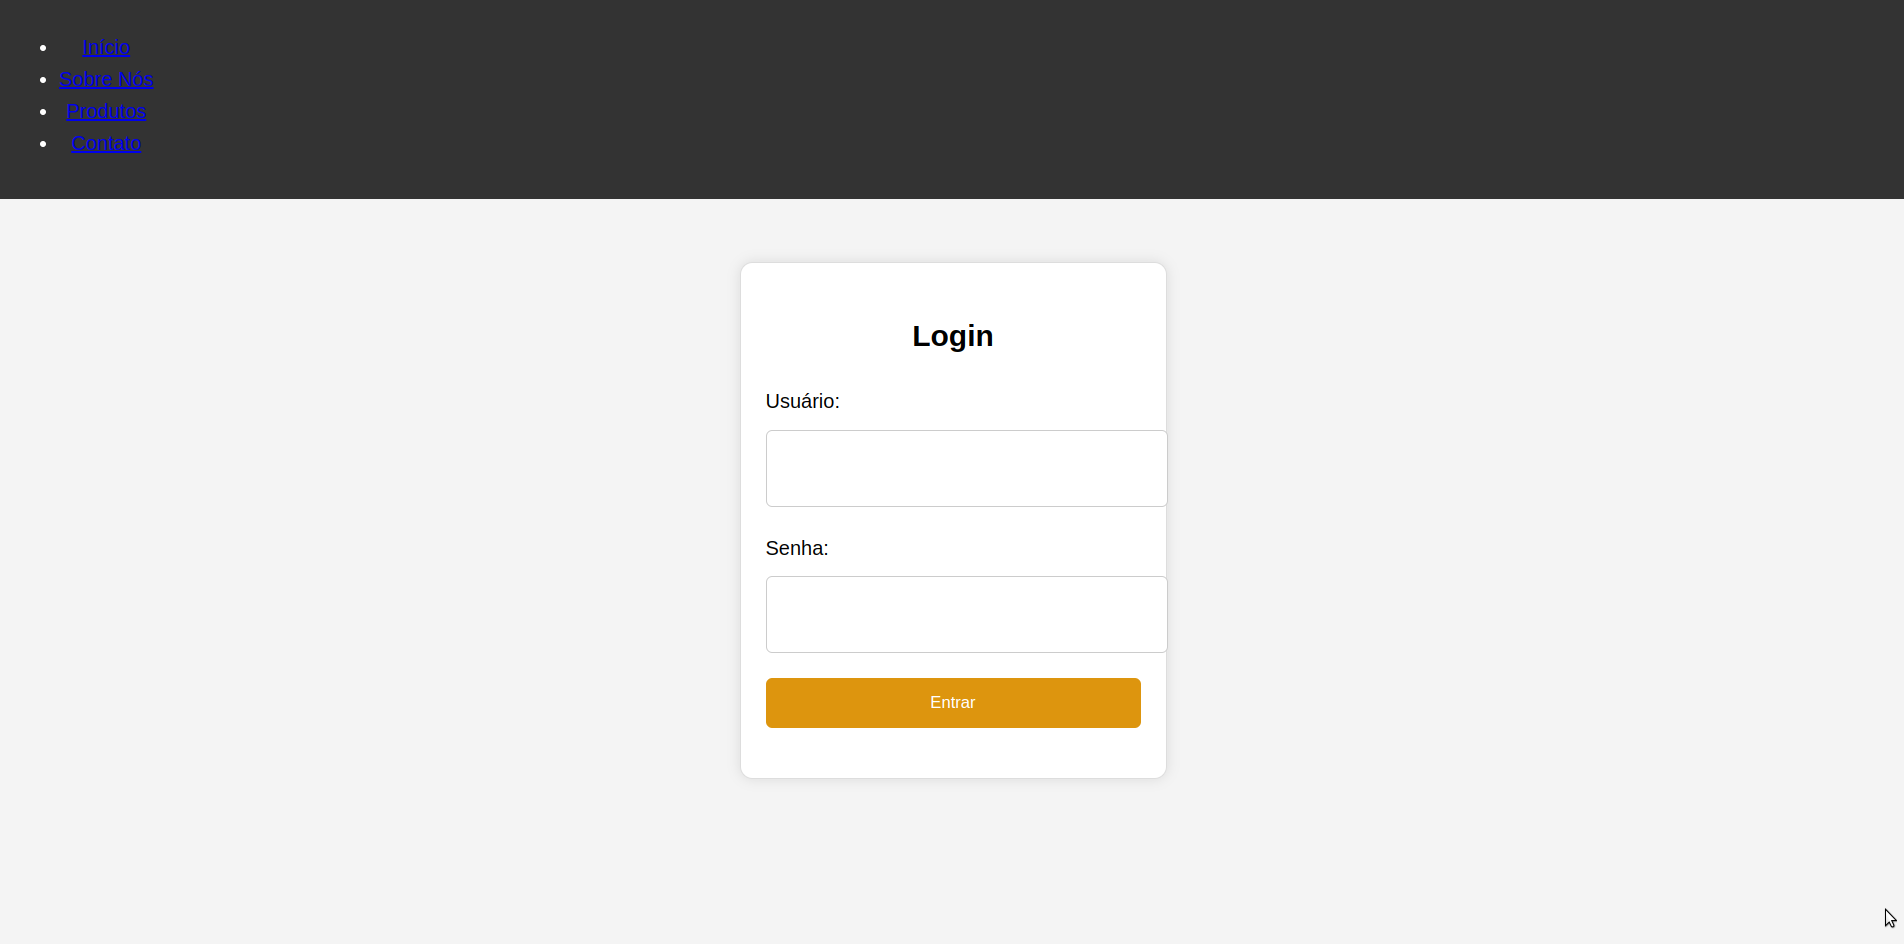 Início
Sobre Nós
Produtos
Contato
Login
Usuário:
Senha:
Entrar